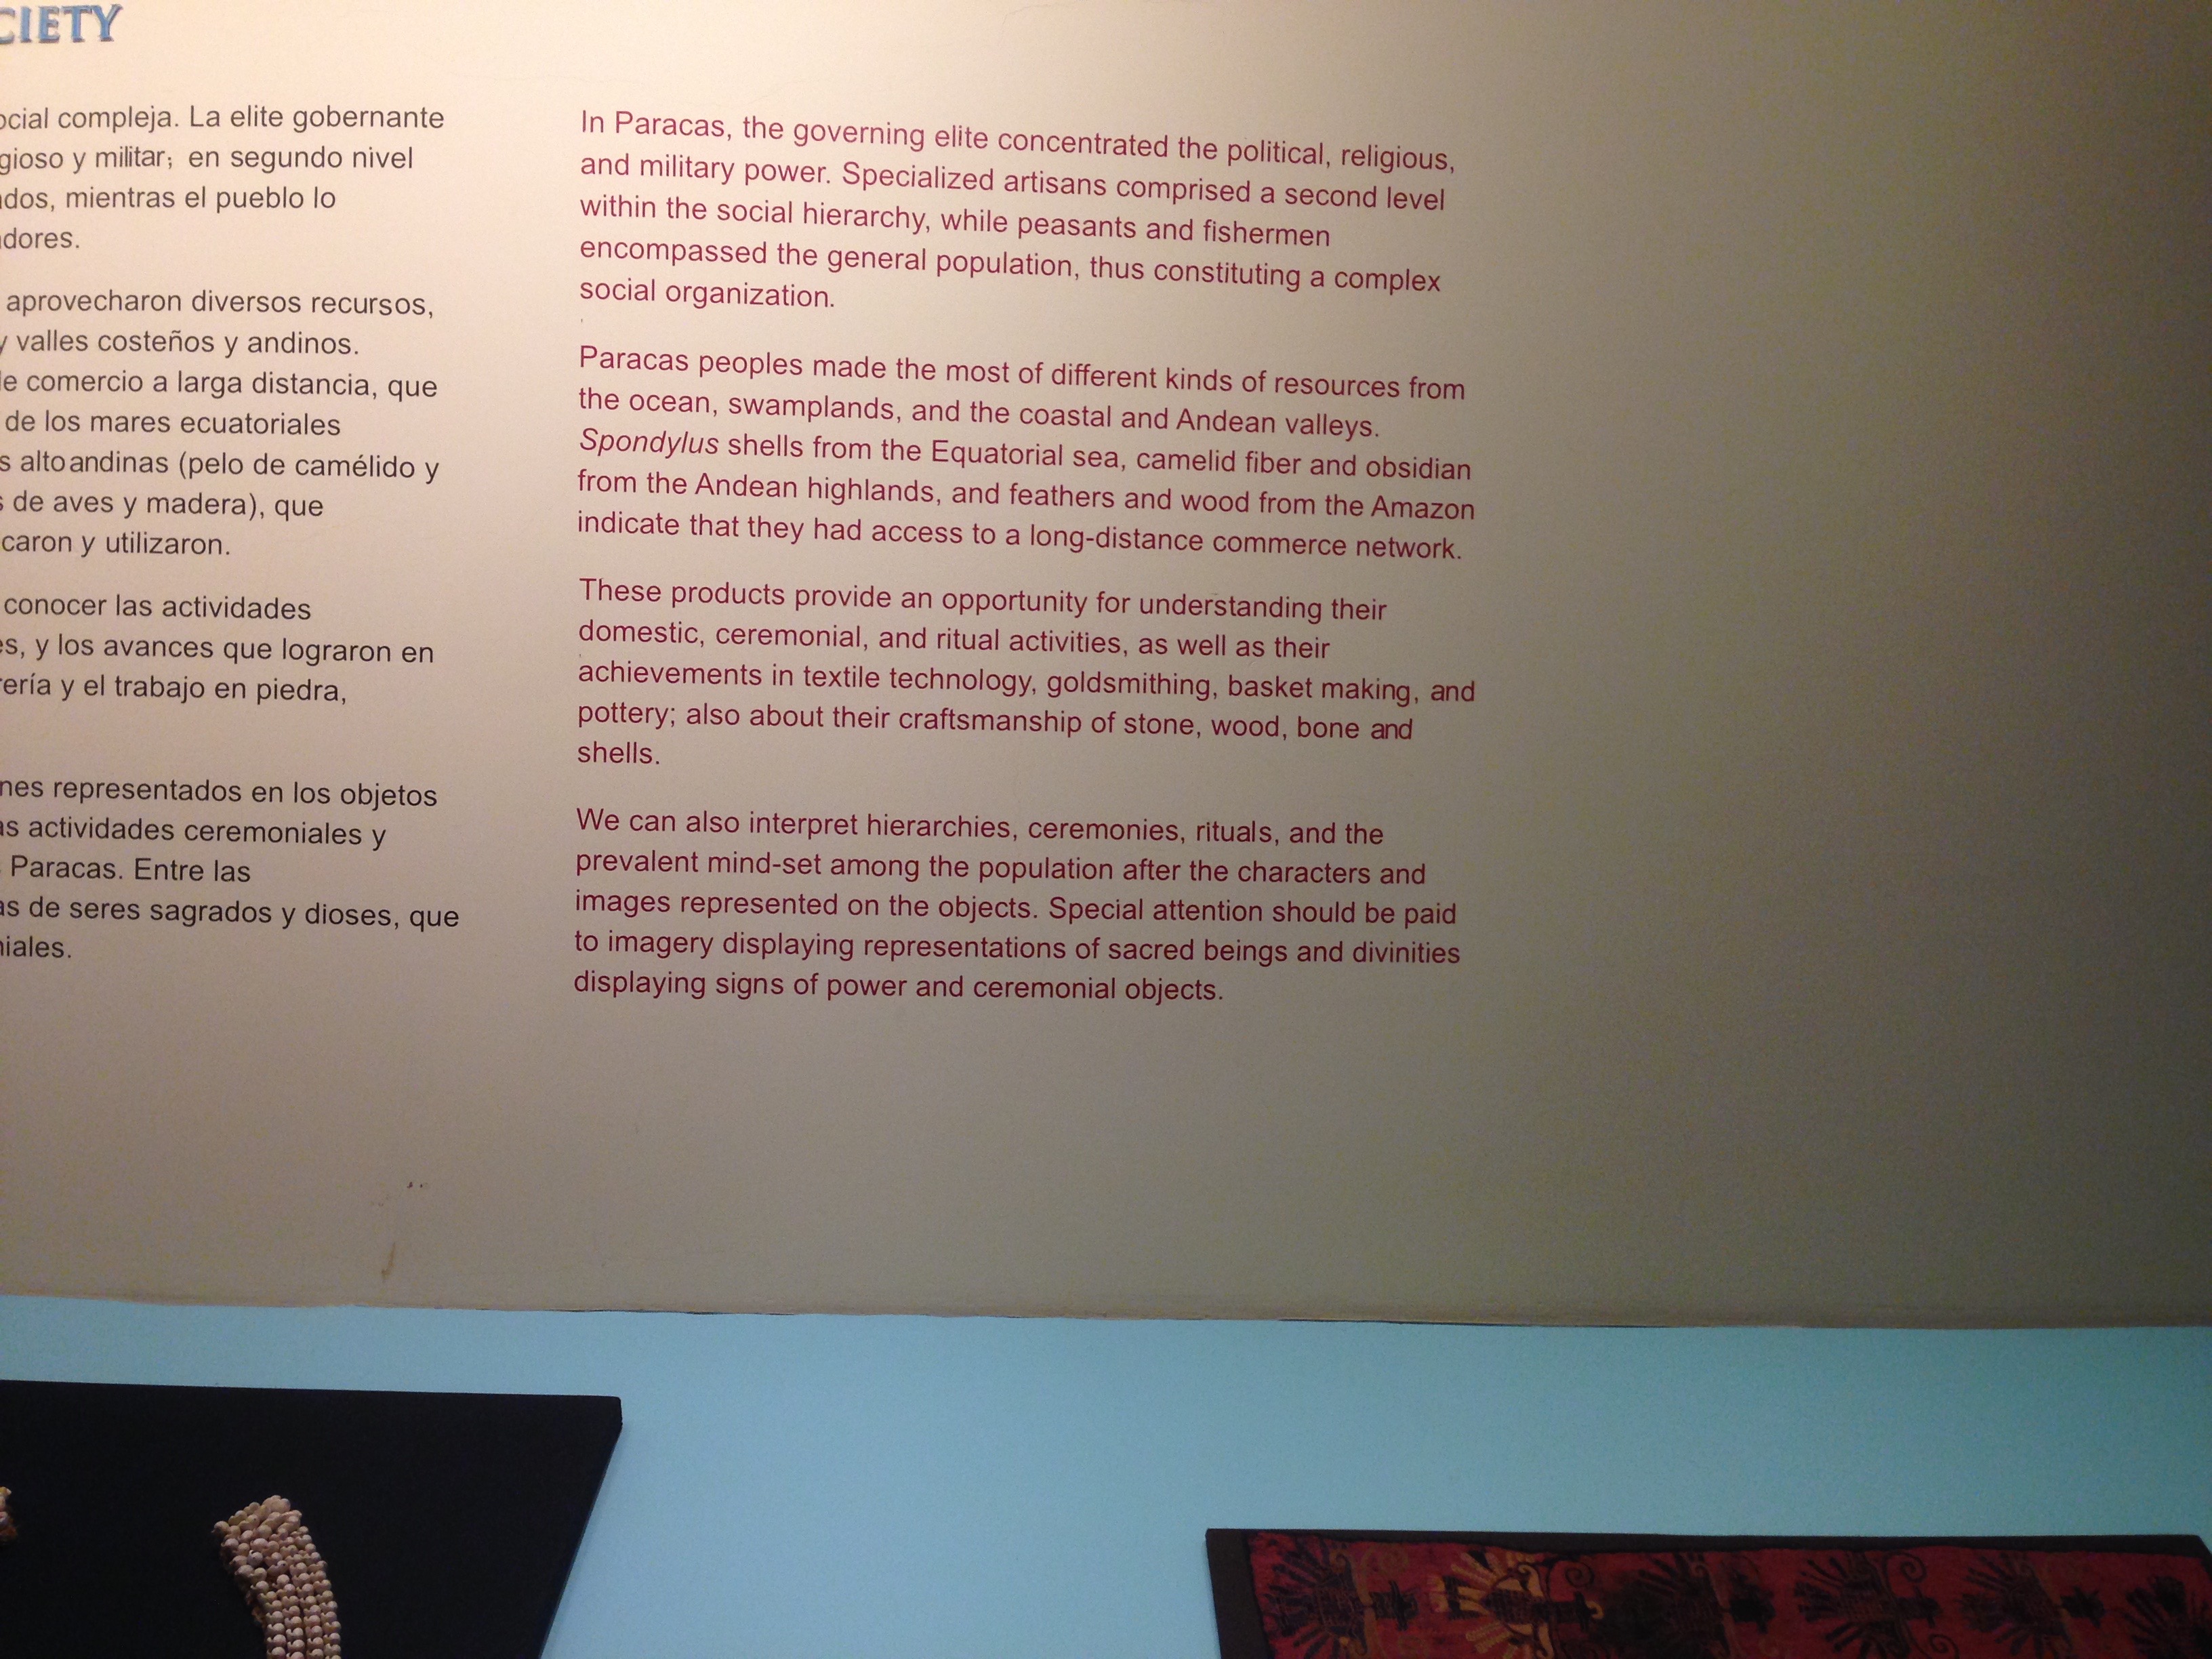 CIETY
ocial compleja. La elite gobernante
gioso y militar; en segundo nivel
ados, mientras el pueblo lo
adores.
aprovecharon diversos recursos,
y valles costeños y andinos.
de comercio a larga distancia, que
de los mares ecuatoriales
s altoandinas (pelo de camélido y
s de aves y madera), que
caron y utilizaron.
conocer las actividades
es, y los avances que lograron en
rería y el trabajo en piedra,
nes representados en los objetos
as actividades ceremoniales y
Paracas. Entre las
as de seres sagrados y dioses, que
niales.
In Paracas, the governing elite concentrated the political, religious,
and military power. Specialized artisans comprised a second level
within the social hierarchy, while peasants and fishermen
encompassed the general population, thus constituting a complex
social organization.
Paracas peoples made the most of different kinds of resources from
the ocean, swamplands, and the coastal and Andean valleys.
Spondylus shells from the Equatorial sea, camelid fiber and obsidian
from the Andean highlands, and feathers and wood from the Amazon
indicate that they had access to a long-distance commerce network.
These products provide an opportunity for understanding their
domestic, ceremonial, and ritual activities, as well as their
achievements in textile technology, goldsmithing, basket making, and
pottery; also about their craftsmanship of stone, wood, bone and
shells.
We can also interpret hierarchies, ceremonies, rituals, and the
prevalent mind-set among the population after the characters and
images represented on the objects. Special attention should be paid
to imagery displaying representations of sacred beings and divinities
displaying signs of power and ceremonial objects.